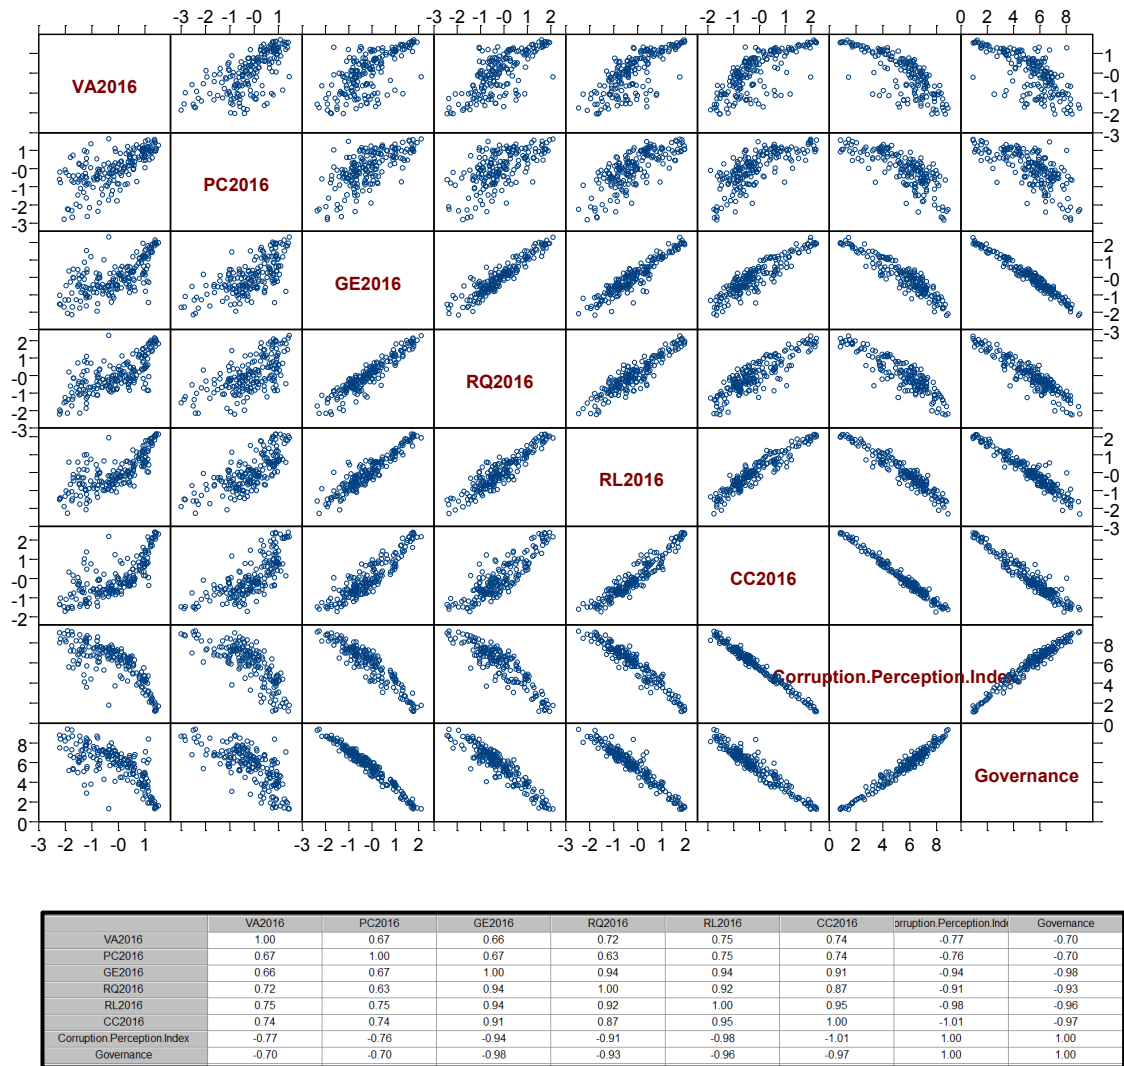 -3 -2 -1 -0 1 -3 -2 -1 -0 1 2 -2 -0 1 2 0 2 4 6 8
VA2016
1
-0
-1
-2
-3
1
-0
-1
-2
-3
PC2016
GE2016
2
1
-0
-1
-2
-3
2
1
-0
-1
-2
-3
RQ2016
RL2016
2
1
-0
-1
-2
-3
2
1
-0
-1
-2
CC2016
Corruption.Perception.Index
8
6
4
2
0
8
6
4
2
0
Governance
-3 -2 -1 -0 1 -3 -2 -1 -0 1 2 -3 -2 -1 -0 1 2 0 2 4 6 8
VA2016 PC2016 GE2016 RQ2016 RL2016 CC2016 orruption.Perception.Inde Governance
VA2016 1.00 0.67 0.66 0.72 0.75 0.74 -0.77 -0.70
PC2016 0.67 1.00 0.67 0.63 0.75 0.74 -0.76 -0.70
GE2016 0.66 0.67 1.00 0.94 0.94 0.91 -0.94 -0.98
RQ2016 0.72 0.63 0.94 1.00 0.92 0.87 -0.91 -0.93
RL2016 0.75 0.75 0.94 0.92 1.00 0.95 -0.98 -0.96
CC2016 0.74 0.74 0.91 0.87 0.95 1.00 -1.01 -0.97
Corruption.Perception.Index -0.77 -0.76 -0.94 -0.91 -0.98 -1.01 1.00 1.00
Governance -0.70 -0.70 -0.98 -0.93 -0.96 -0.97 1.00 1.00